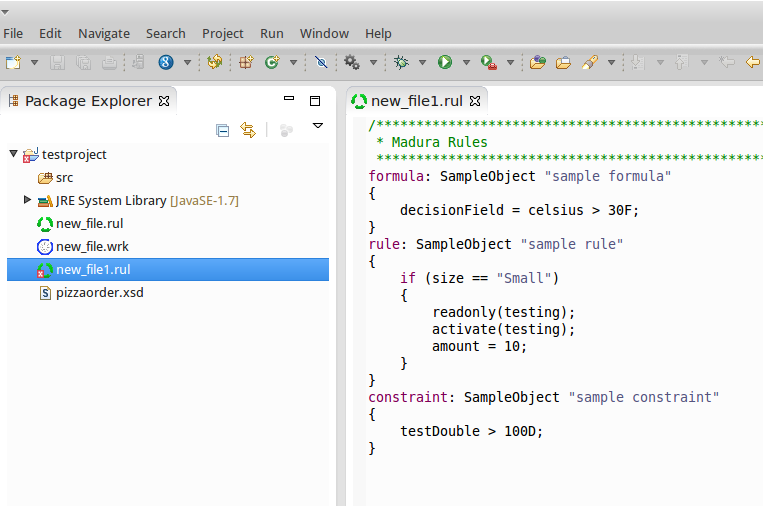 File Edit Navigate Search Project Run Window Help
Package Explorer
testproject
src
JRE System Library [JavaSE-1.7]
new_file.rul
new_file.wrk
new_file1.rul
pizzaorder.xsd
new_file1.rul
/************************************************
 * Madura Rules
 ************************************************
formula: SampleObject "sample formula"
{
    decisionField = celsius > 30F;
}
rule: SampleObject "sample rule"
{
    if (size == "Small")
    {
        readonly(testing);
        activate(testing);
        amount = 10;
    }
}
constraint: SampleObject "sample constraint"
{
    testDouble > 100D;
}